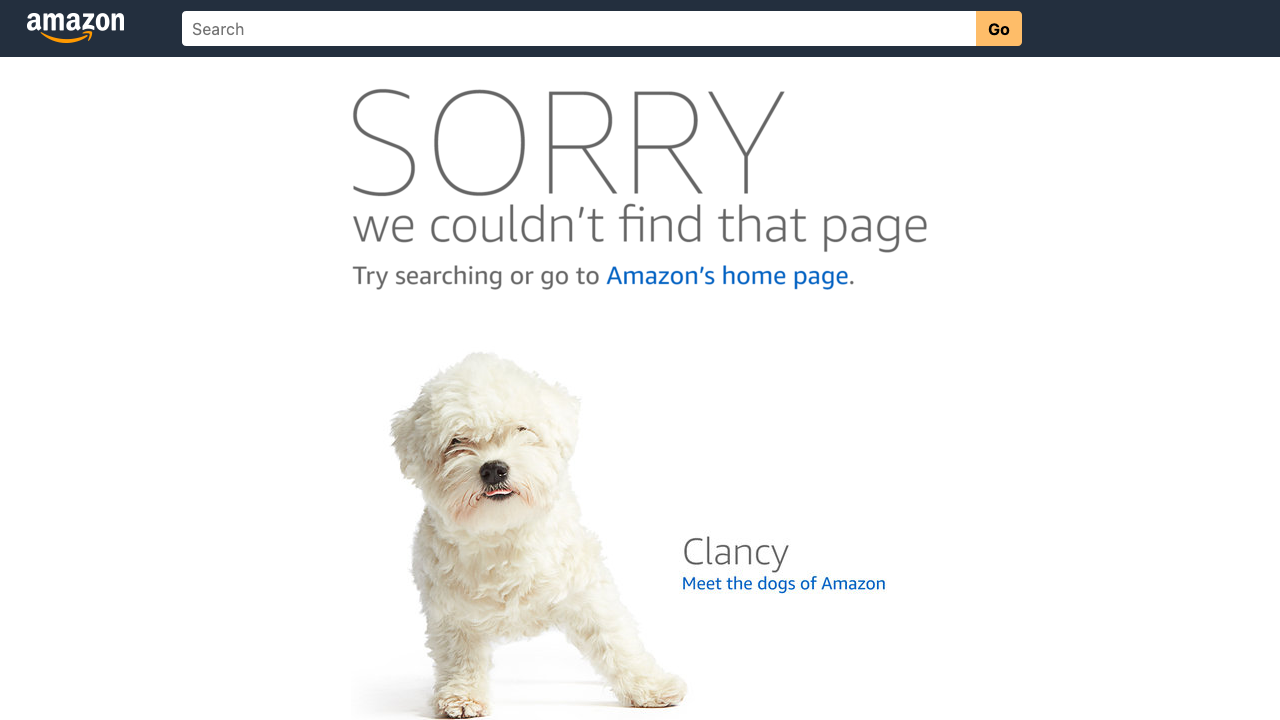 amazon
Search
Go
SORRY
we couldn't find that page
Try searching or go to Amazon's home page.
Clancy
Meet the dogs of Amazon